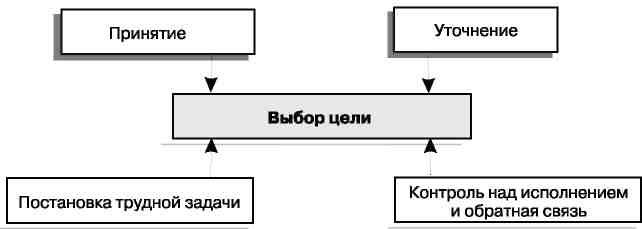 Принятие
Уточнение
Выбор цели
Постановка трудной задачи
Контроль над исполнением
и обратная связь